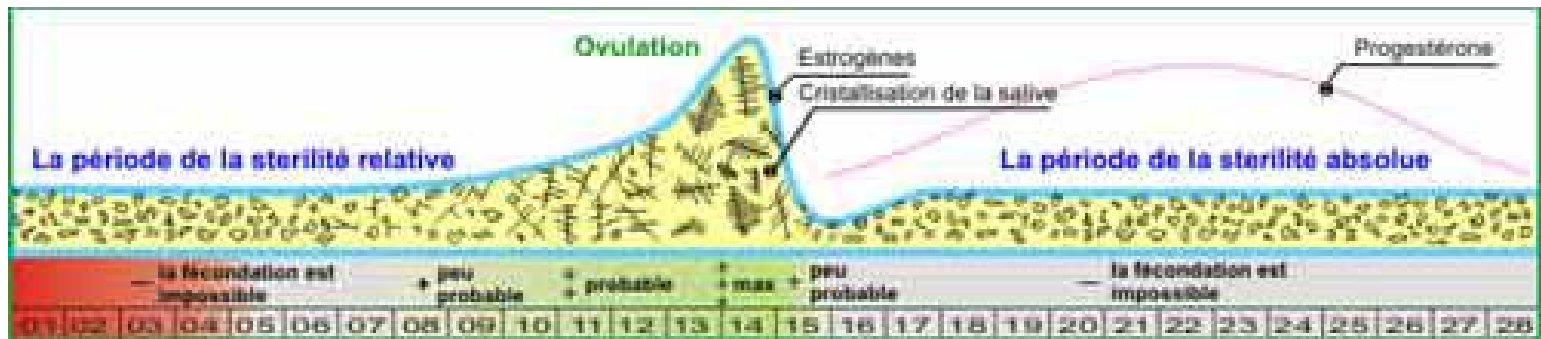 Ovulation
Estrogènes
Progestérone
Cristallisation de la salive
La période de la sterilité relative
La période de la sterilité absolue
— la fécondation est
impossible
+ peu
probable
+ + probable
+ + + max
+ peu
probable
— la fécondation est
impossible
01 02 03 04 05 06 07 08 09 10 11 12 13 14 15 16 17 18 19 20 21 22 23 24 25 26 27 28